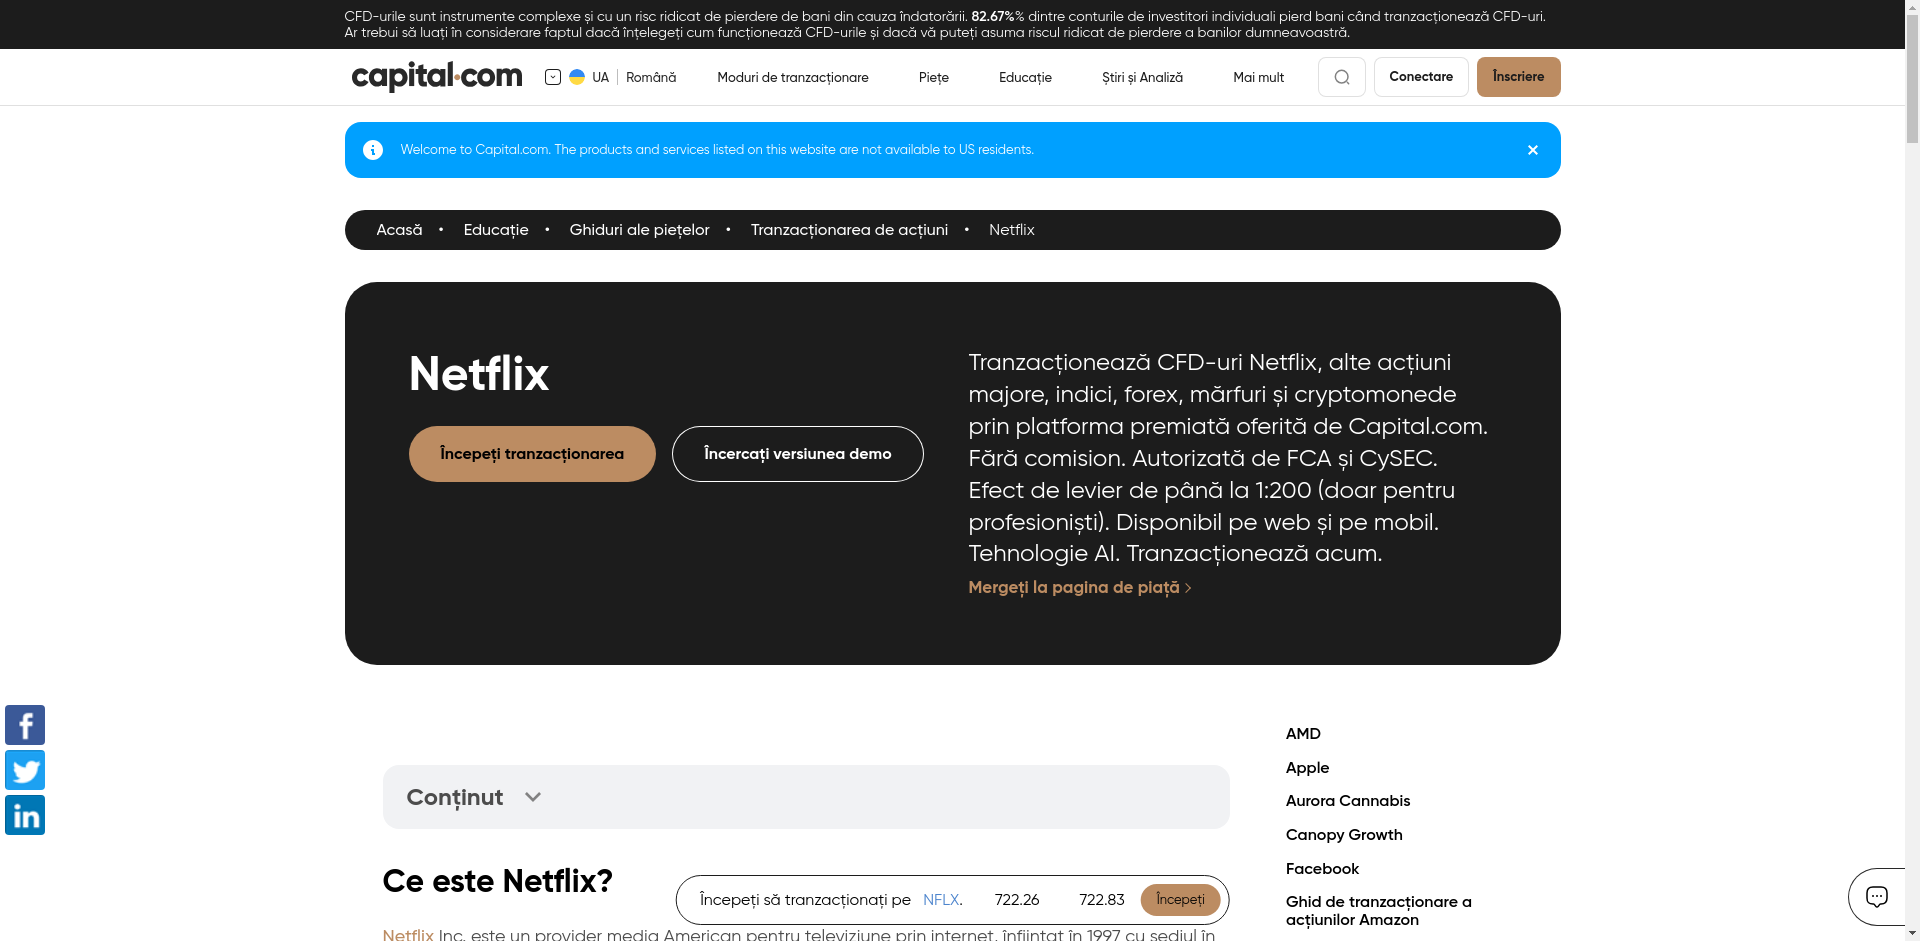 CFD-urile sunt instrumente complexe și cu un risc ridicat de pierdere de bani din cauza îndatorării. 82.67%% dintre conturile de investitori individuali pierd bani când tranzacționează CFD-uri.
Ar trebui să luați în considerare faptul dacă înțelegeți cum funcționează CFD-urile și dacă vă puteți asuma riscul ridicat de pierdere a banilor dumneavoastră.
capital.com
UA
Română
Moduri de tranzacționare
Piețe
Educație
Știri și Analiză
Mai mult
Conectare
Înscriere
Welcome to Capital.com. The products and services listed on this website are not available to US residents.
Acasă • Educație • Ghiduri ale piețelor • Tranzacționarea de acțiuni • Netflix
Netflix
Începeți tranzacționarea
Încercați versiunea demo
Tranzacționează CFD-uri Netflix, alte acțiuni
majore, indici, forex, mărfuri și cryptomonede
prin platforma premiată oferită de Capital.com.
Fără comision. Autorizată de FCA și CySEC.
Efect de levier de până la 1:200 (doar pentru
profesioniști). Disponibil pe web și pe mobil.
Tehnologie AI. Tranzacționează acum.
Mergeți la pagina de piață
Conținut
Ce este Netflix?
Începeți să tranzacționați pe NFLX. 722.26 722.83 Începeți
Netflix Inc. este un provider media American pentru televiziune prin internet, înființat în 1997 cu sediul în
AMD
Apple
Aurora Cannabis
Canopy Growth
Facebook
Ghid de tranzacționare a
acțiunilor Amazon